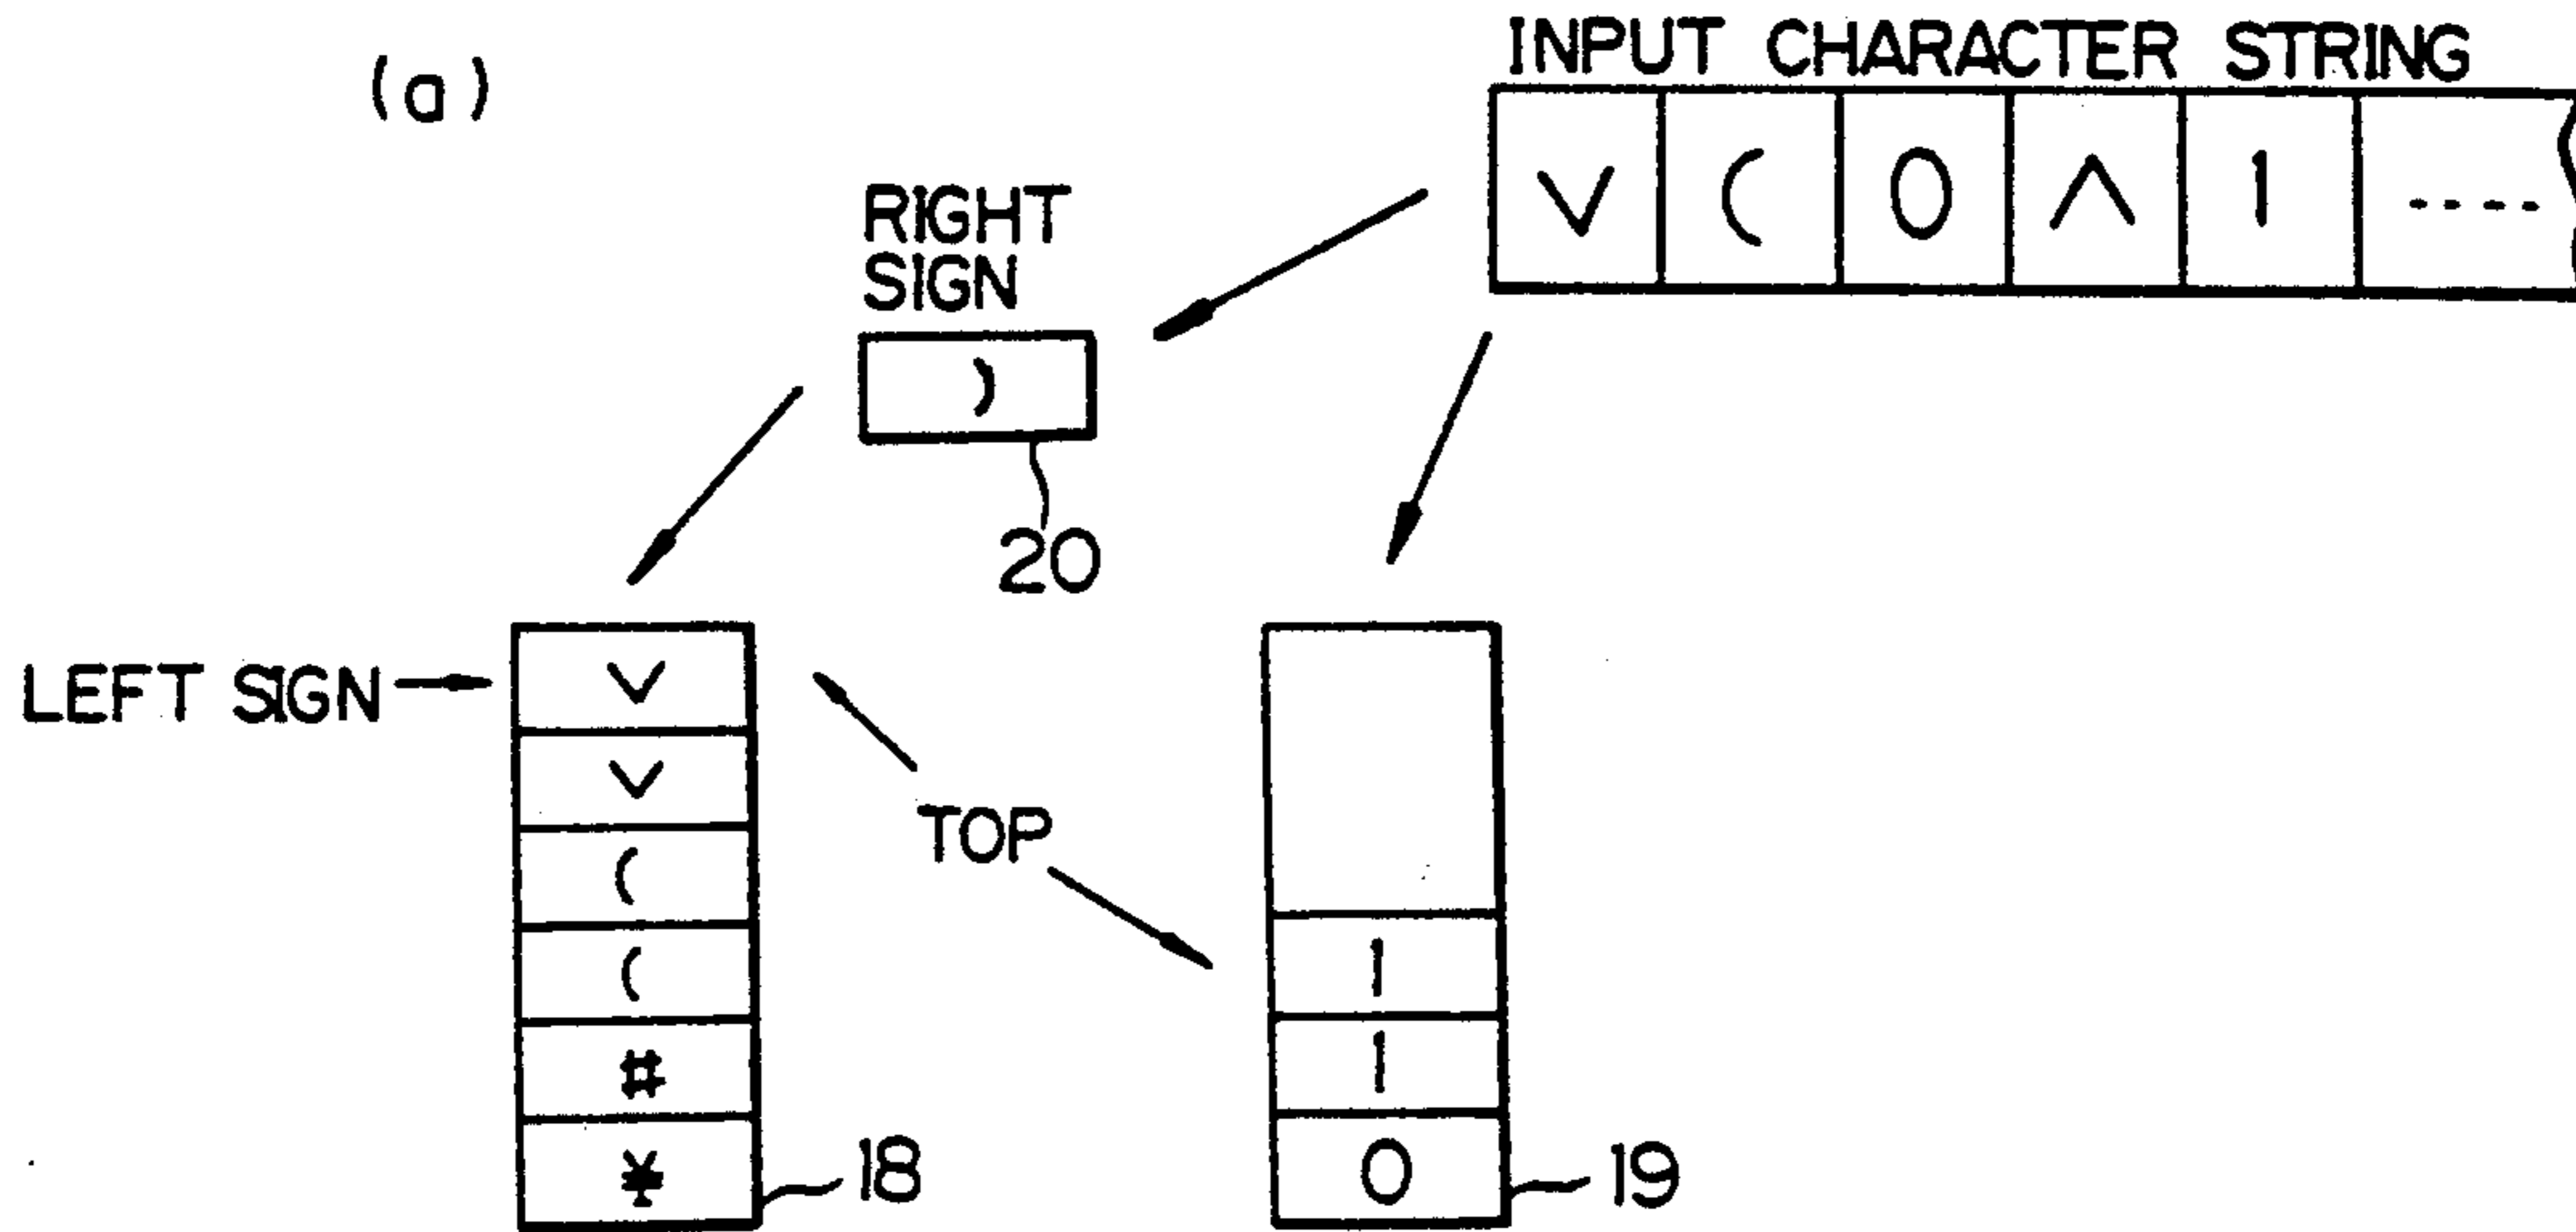 (a)
INPUT CHARACTER STRING
∨ ( 0 ∧ 1 ----
RIGHT
SIGN
)
20
LEFT SIGN
∨
∨
(
(
#
¥
18
TOP
1
1
0
19